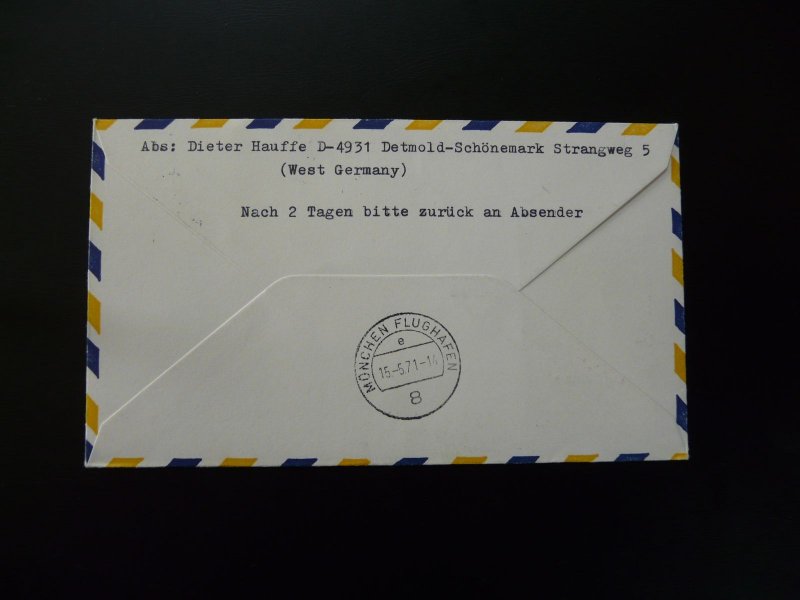 Abs: Dieter Hauffe D-4931 Detmold-Schönemark Strangweg 5
(West Germany)
Nach 2 Tagen bitte zurück an Absender
MÜNCHEN FLUGHAFEN
e
15.-5.71-
8